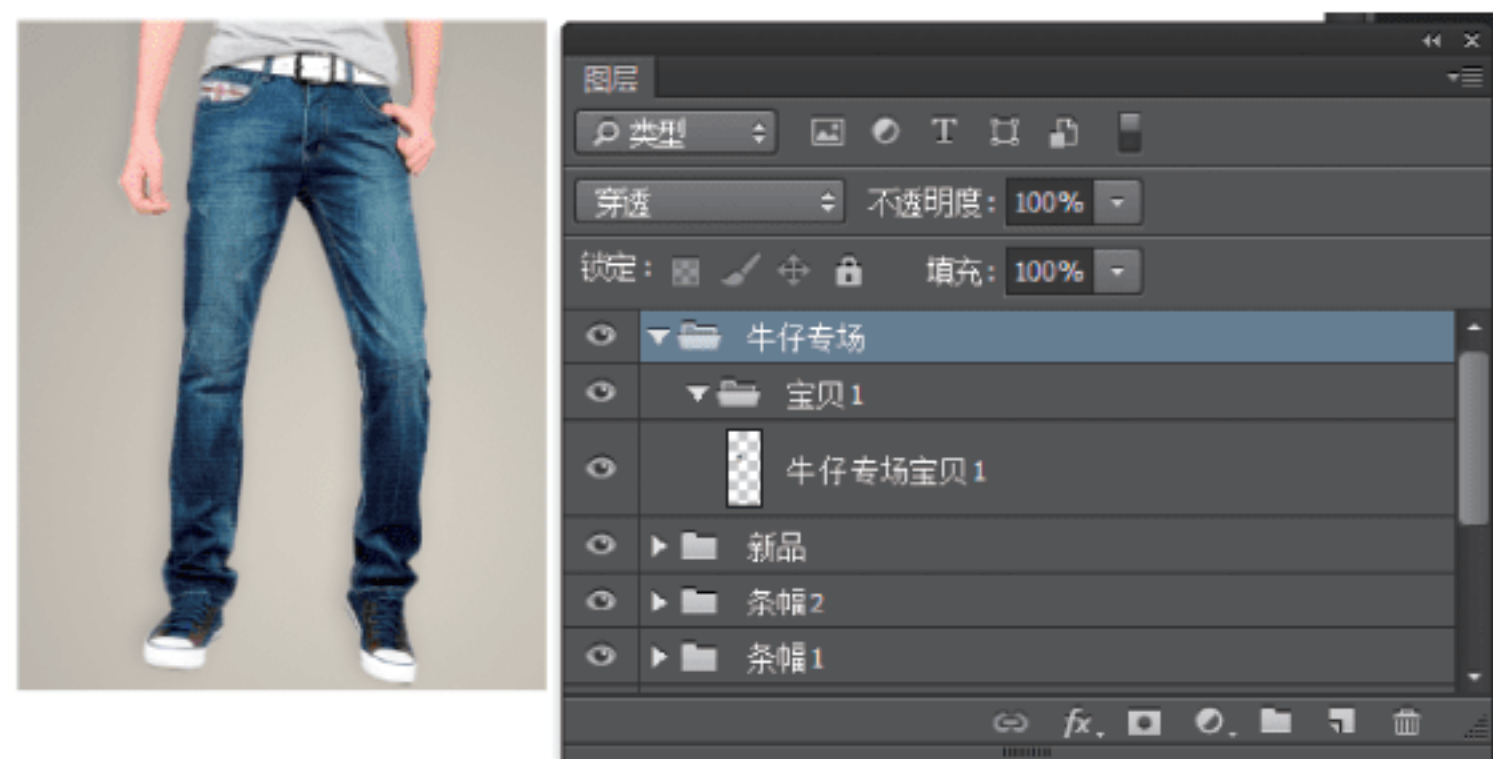 图层
类型 T
穿透 不透明度: 100%
锁定: 填充: 100%
牛仔专场
宝贝1
牛仔专场宝贝1
新品
条幅2
条幅1
fx.